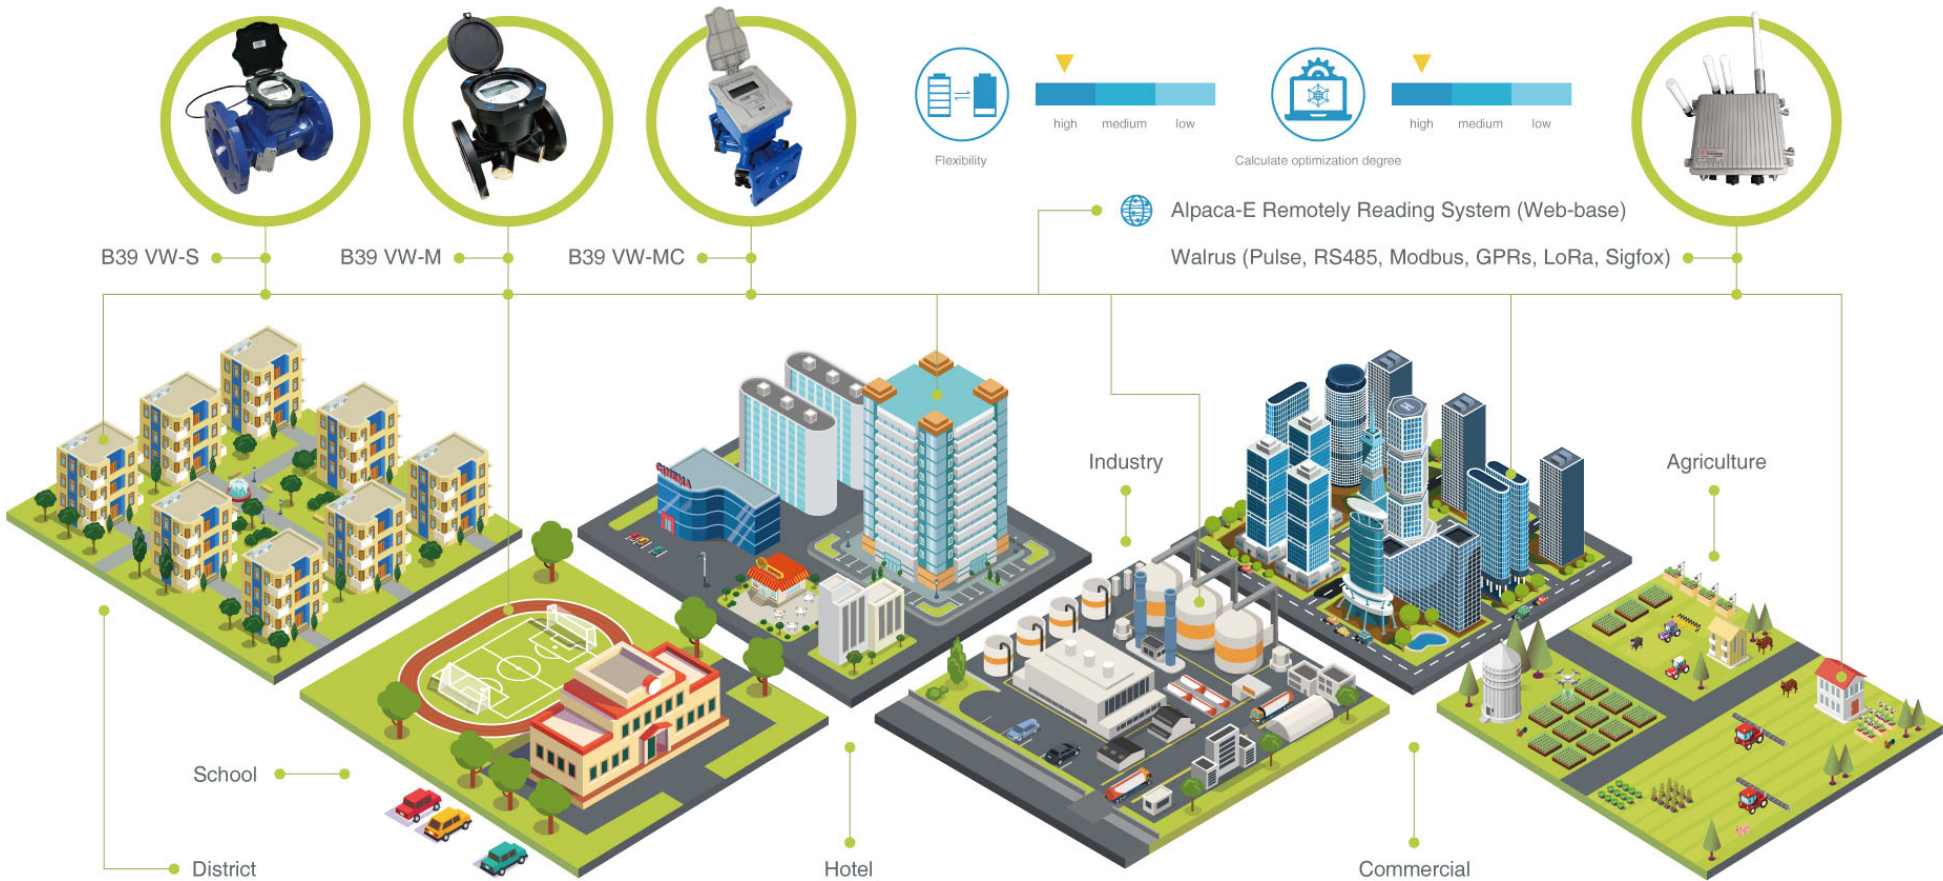 high
medium
low
high
medium
low
Flexibility
Calculate optimization degree
Alpaca-E Remotely Reading System (Web-base)
B39 VW-S
B39 VW-M
B39 VW-MC
Walrus (Pulse, RS485, Modbus, GPRs, LoRa, Sigfox)
CINEMA
Industry
Agriculture
School
District
Hotel
Commercial